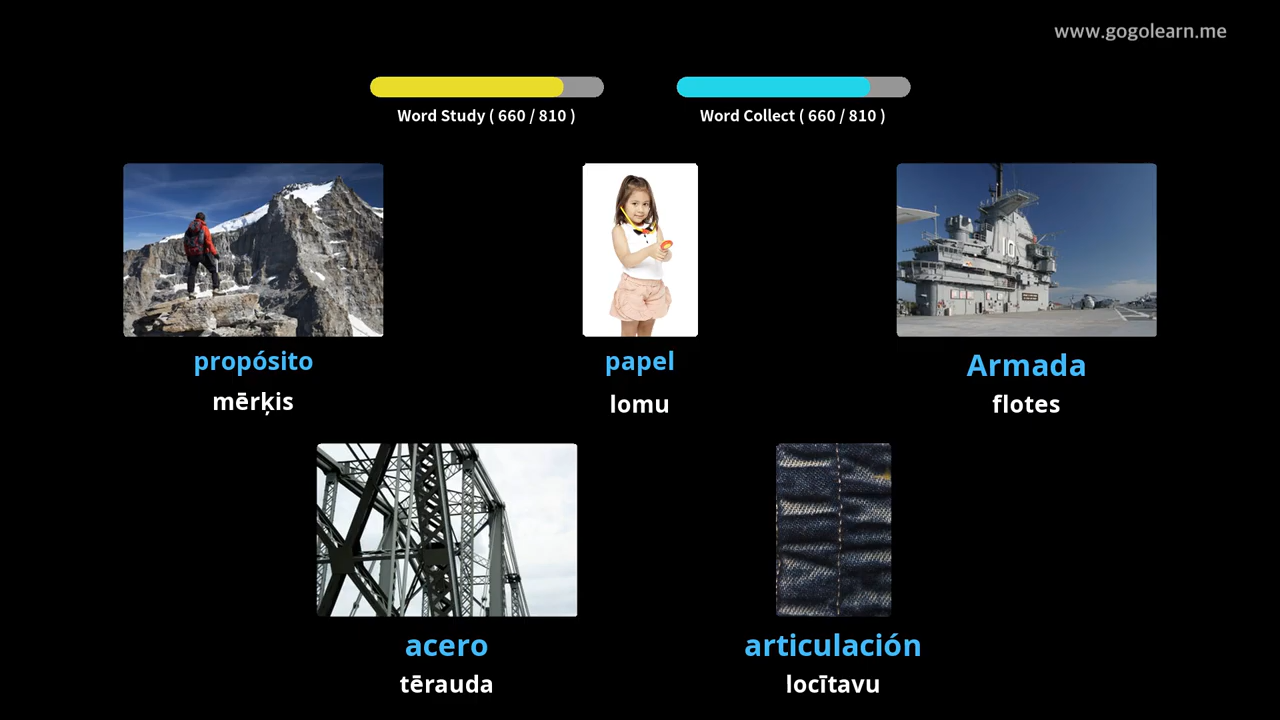 www.gogolearn.me
Word Study ( 660 / 810 )
Word Collect ( 660 / 810 )
propósito
papel
Armada
mērķis
lomu
flotes
acero
articulación
tērauda
locītavu